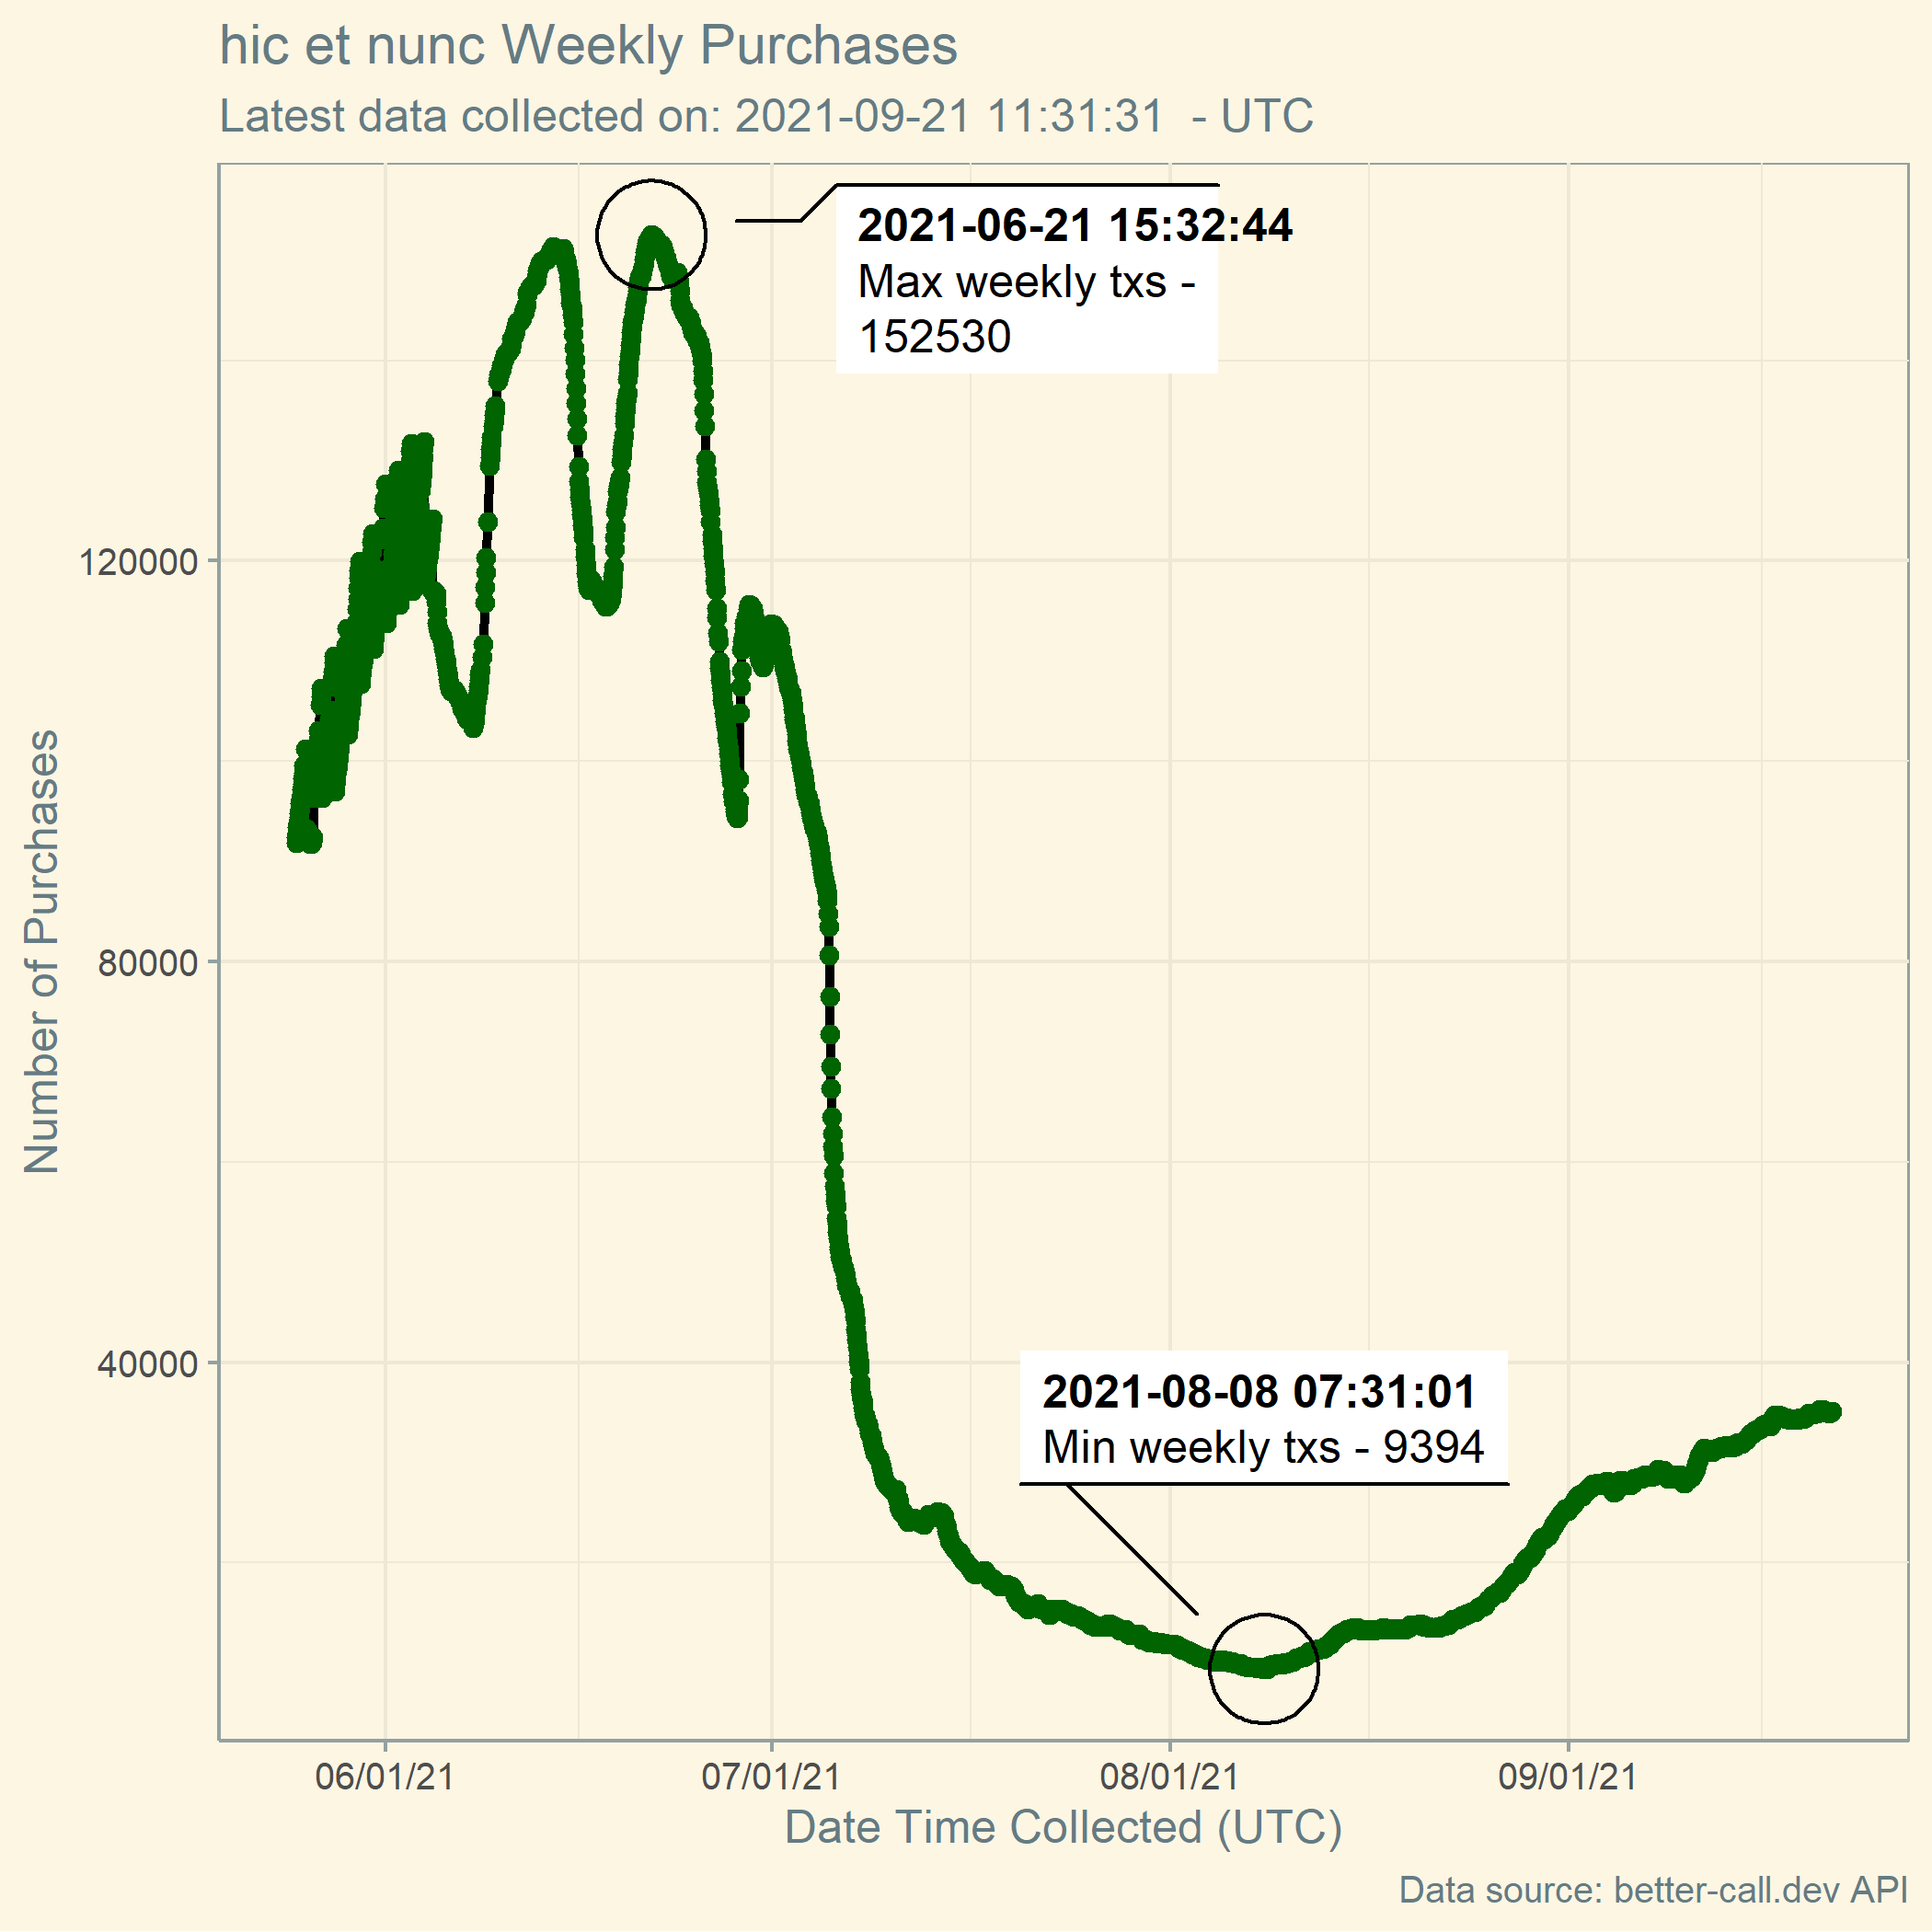 hic et nunc Weekly Purchases
Latest data collected on: 2021-09-21 11:31:31  - UTC
2021-06-21 15:32:44
Max weekly txs -
152530
120000
80000
40000
Number of Purchases
2021-08-08 07:31:01
Min weekly txs - 9394
06/01/21 07/01/21 08/01/21 09/01/21
Date Time Collected (UTC)
Data source: better-call.dev API